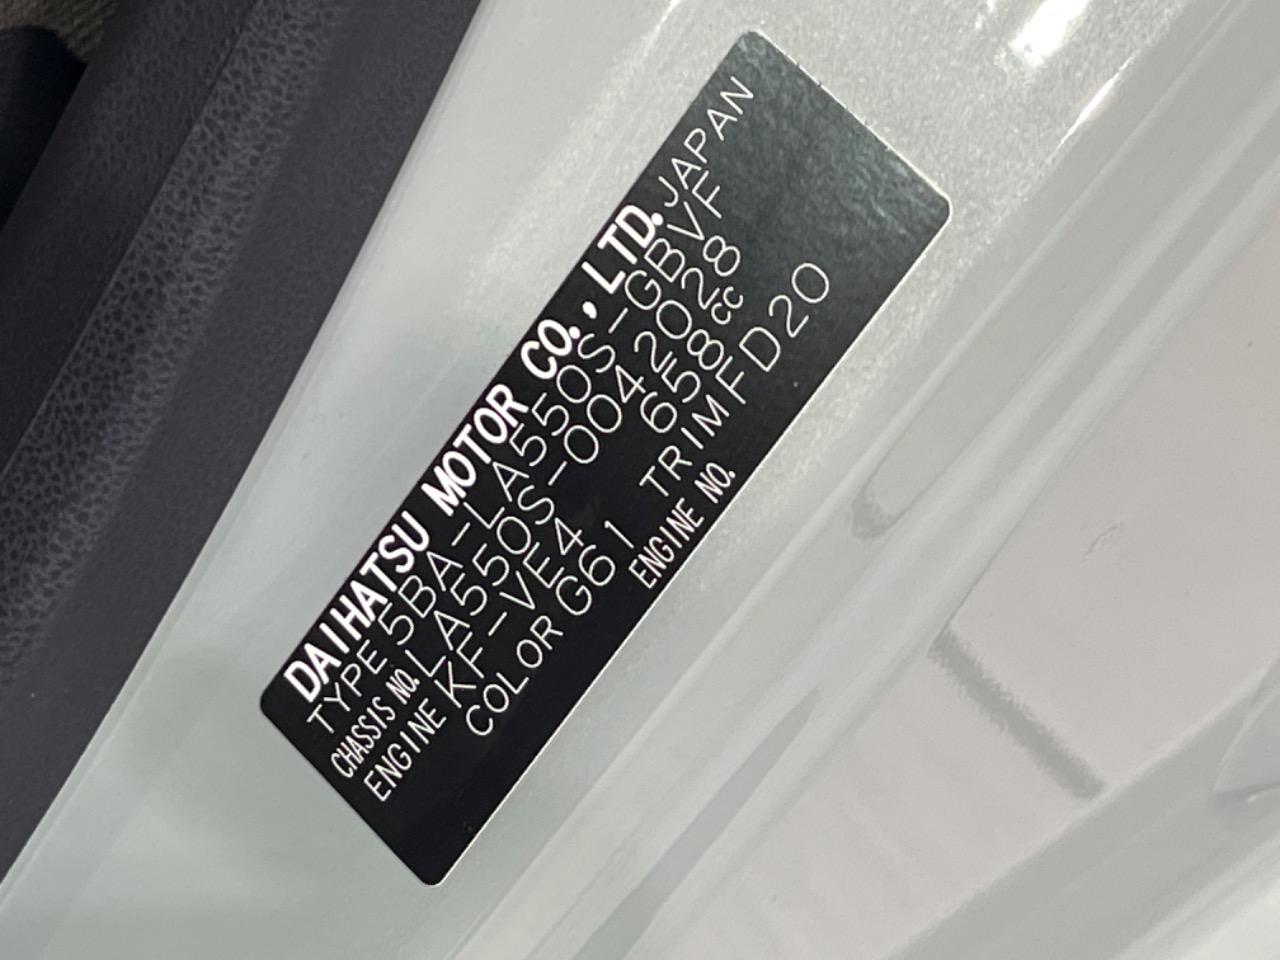 DAIHATSU MOTOR CO.,LTD. JAPAN
TYPE 5BA-LA550S-GBVF
CHASSIS NO. LA550S-0042028
ENGINE KF-VE4 658cc
COLOR G61 TRIM FD20
ENGINE NO.